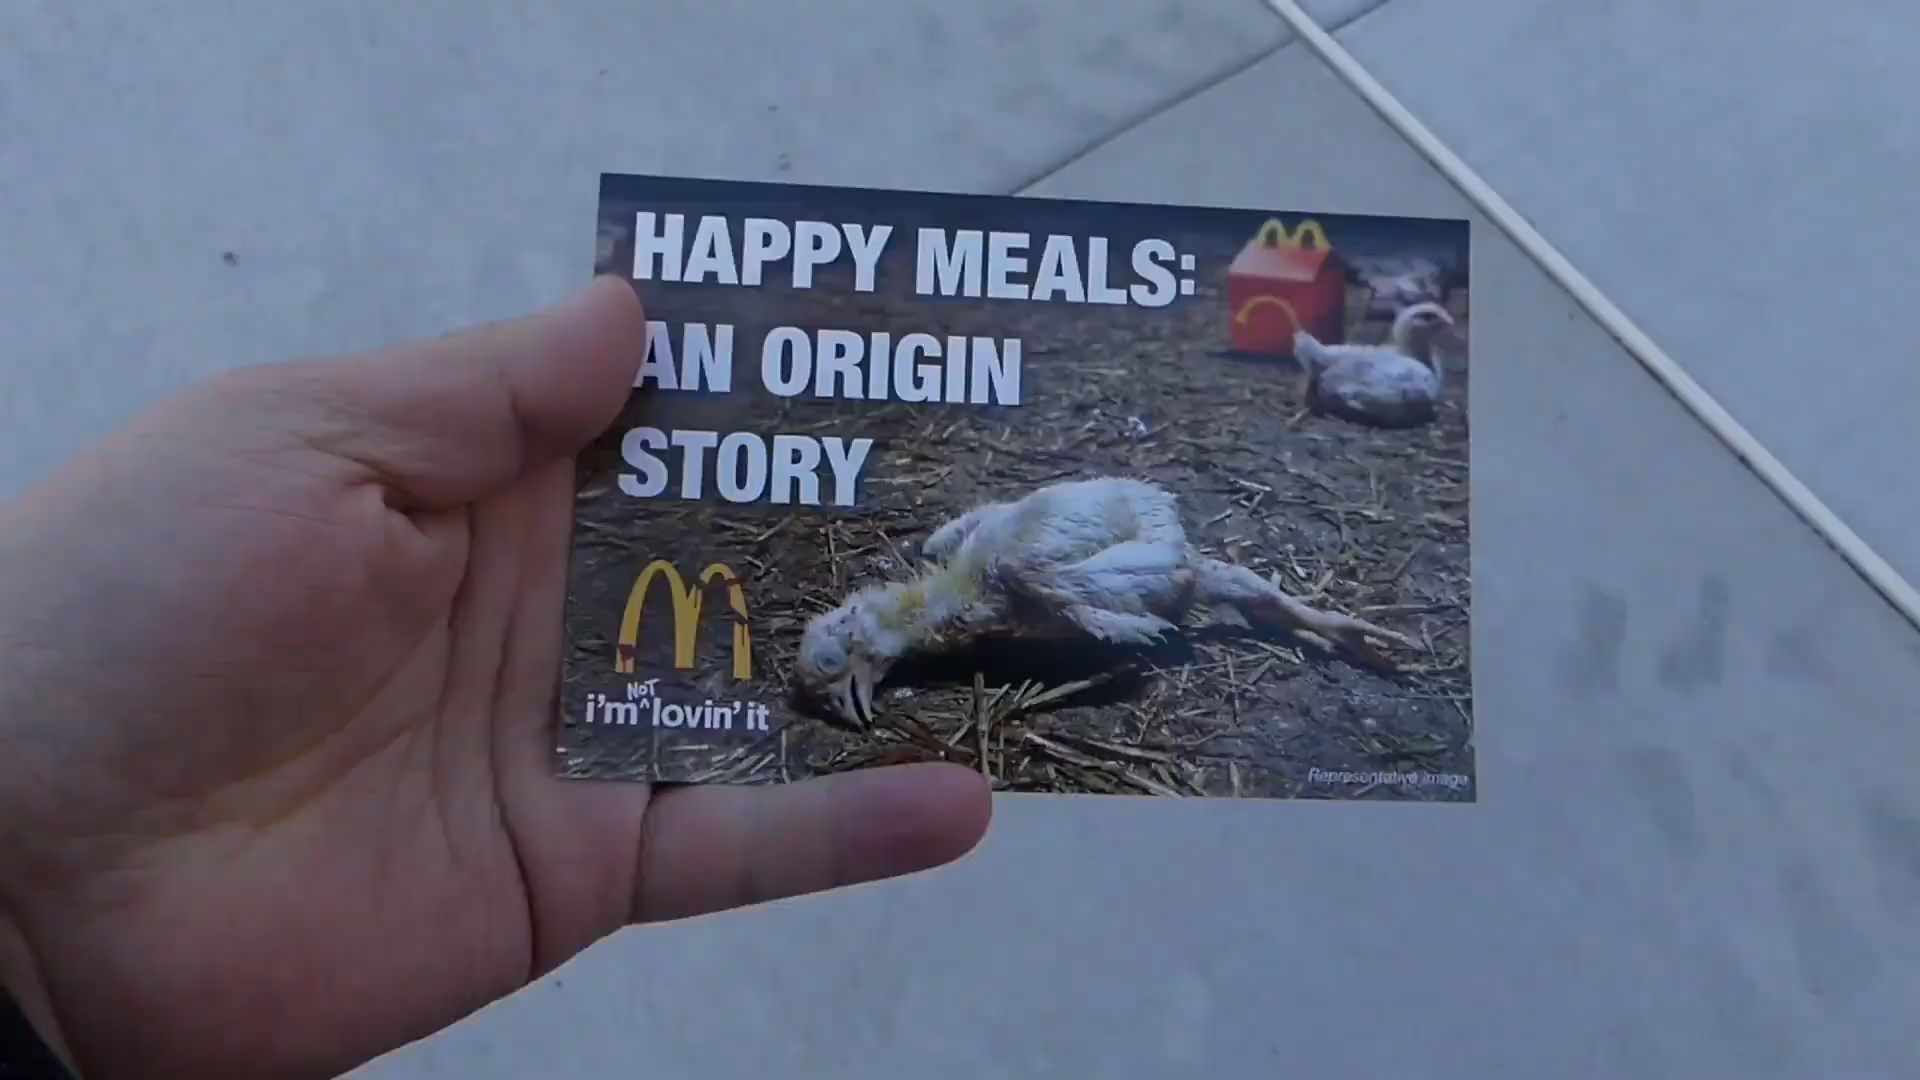 HAPPY MEALS:
AN ORIGIN
STORY
NOT
i'm^lovin' it
Representative image